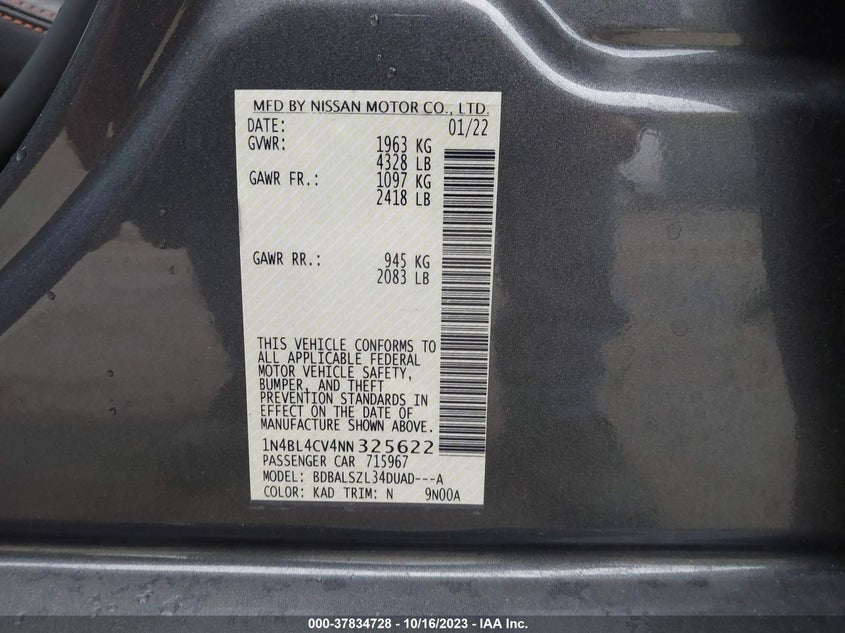 MFD BY NISSAN MOTOR CO., LTD.
DATE: 01/22
GVWR: 1963 KG
4328 LB
GAWR FR.: 1097 KG
2418 LB
GAWR RR.: 945 KG
2083 LB
THIS VEHICLE CONFORMS TO
ALL APPLICABLE FEDERAL
MOTOR VEHICLE SAFETY,
BUMPER, AND THEFT
PREVENTION STANDARDS IN
EFFECT ON THE DATE OF
MANUFACTURE SHOWN ABOVE.
1N4BL4CV4NN325622
PASSENGER CAR 715967
MODEL: BDBALSZL34DUAD---A
COLOR: KAD TRIM: N 9N00A
000-37834728 - 10/16/2023 - IAA Inc.